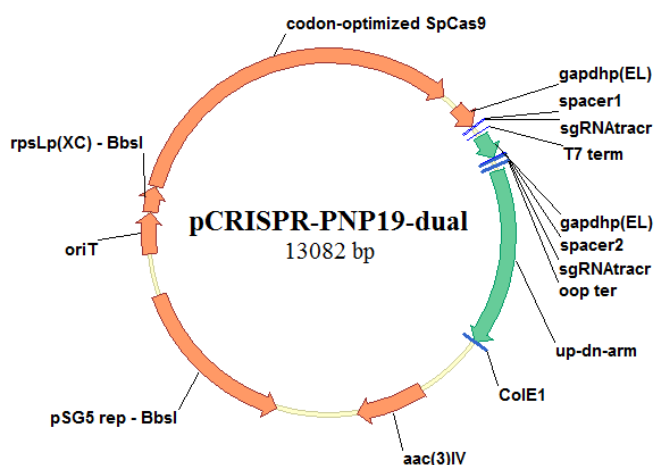 codon-optimized SpCas9
gapdhp(EL)
spacer1
sgRNAtracr
T7 term
rpsLp(XC) - BbsI
pCRISPR-PNP19-dual
13082 bp
oriT
gapdhp(EL)
spacer2
sgRNAtracr
oop ter
up-dn-arm
ColE1
pSG5 rep - BbsI
aac(3)IV